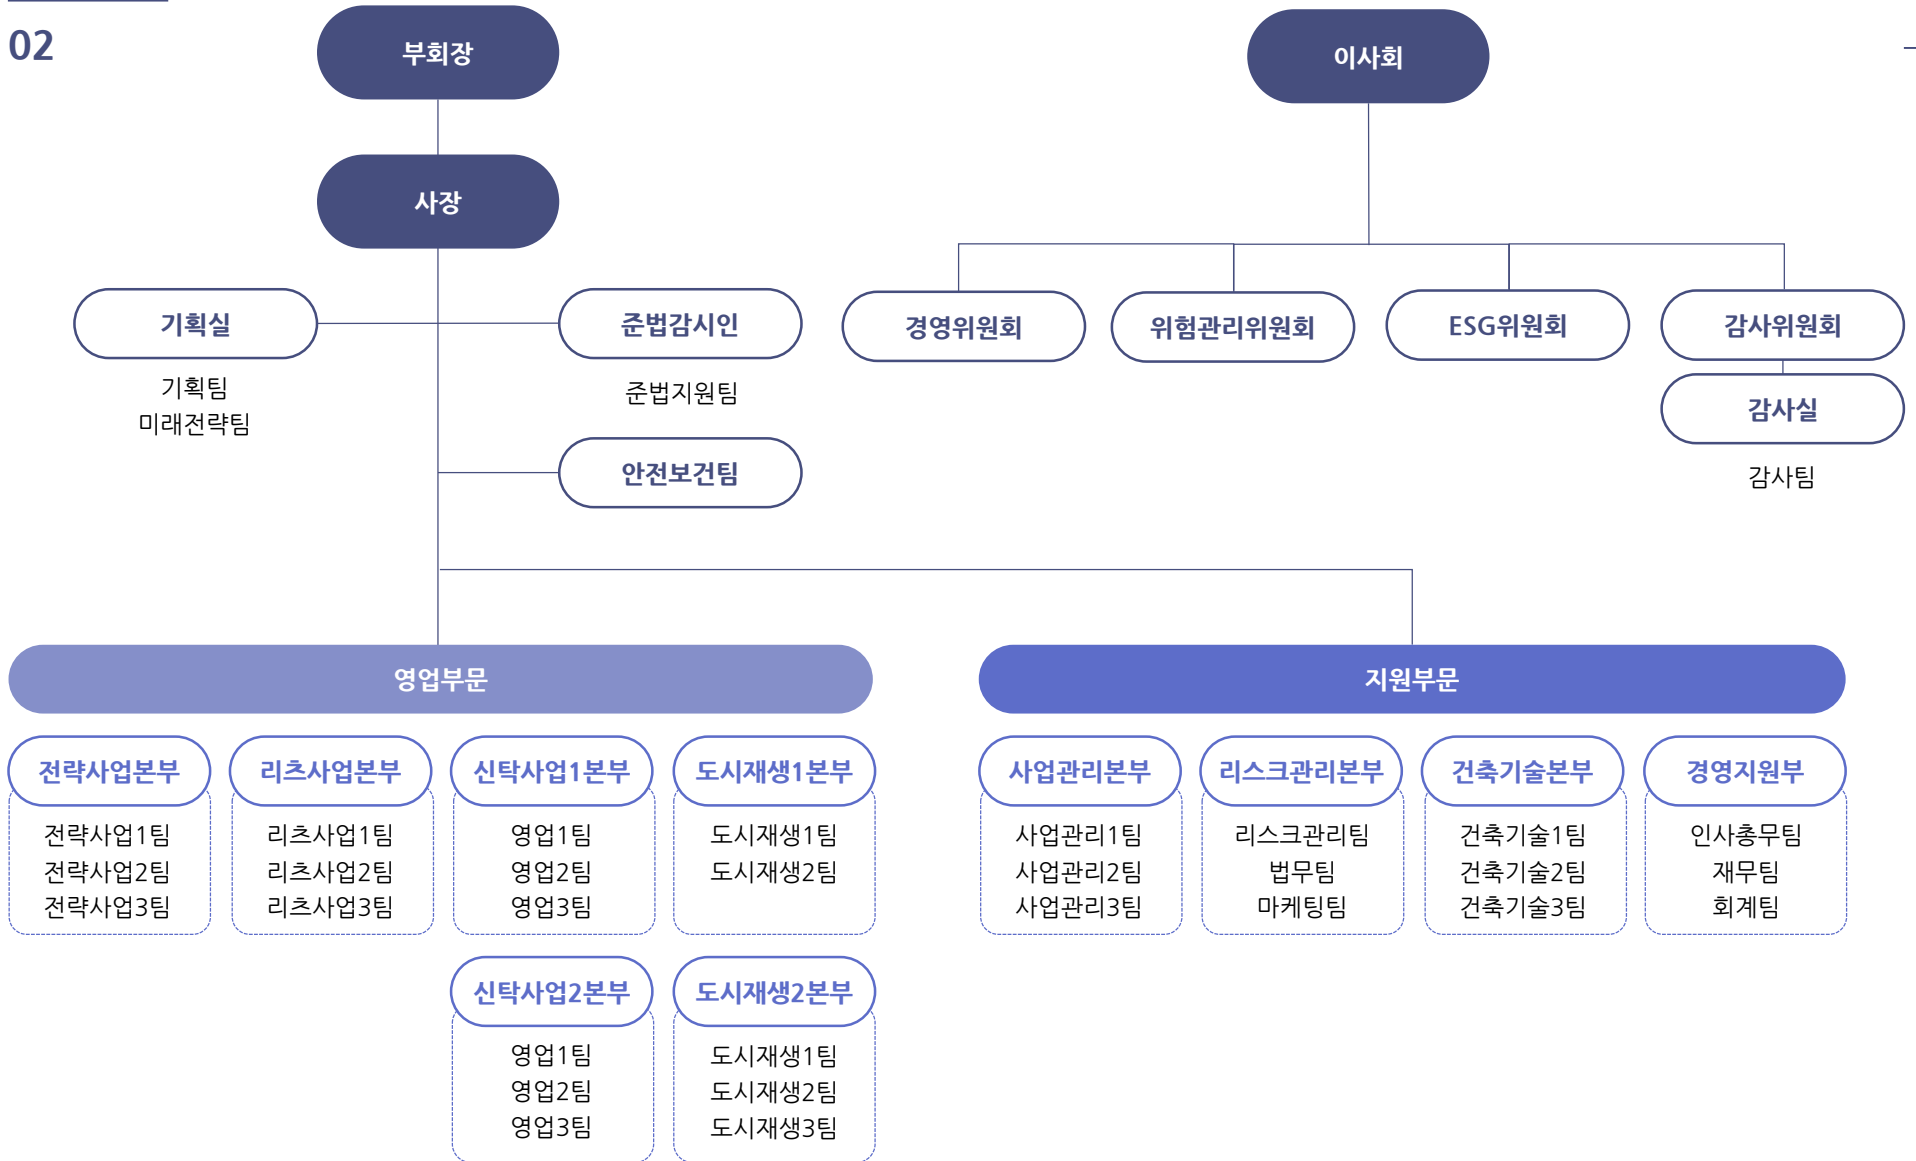 02
부회장
이사회
사장
기획실
기획팀
미래전략팀
준법감시인
준법지원팀
안전보건팀
경영위원회
위험관리위원회
ESG위원회
감사위원회
감사실
감사팀
영업부문
전략사업본부
전략사업1팀
전략사업2팀
전략사업3팀
리츠사업본부
리츠사업1팀
리츠사업2팀
리츠사업3팀
신탁사업1본부
영업1팀
영업2팀
영업3팀
도시재생1본부
도시재생1팀
도시재생2팀
신탁사업2본부
영업1팀
영업2팀
영업3팀
도시재생2본부
도시재생1팀
도시재생2팀
도시재생3팀
지원부문
사업관리본부
사업관리1팀
사업관리2팀
사업관리3팀
리스크관리본부
리스크관리팀
법무팀
마케팅팀
건축기술본부
건축기술1팀
건축기술2팀
건축기술3팀
경영지원부
인사총무팀
재무팀
회계팀